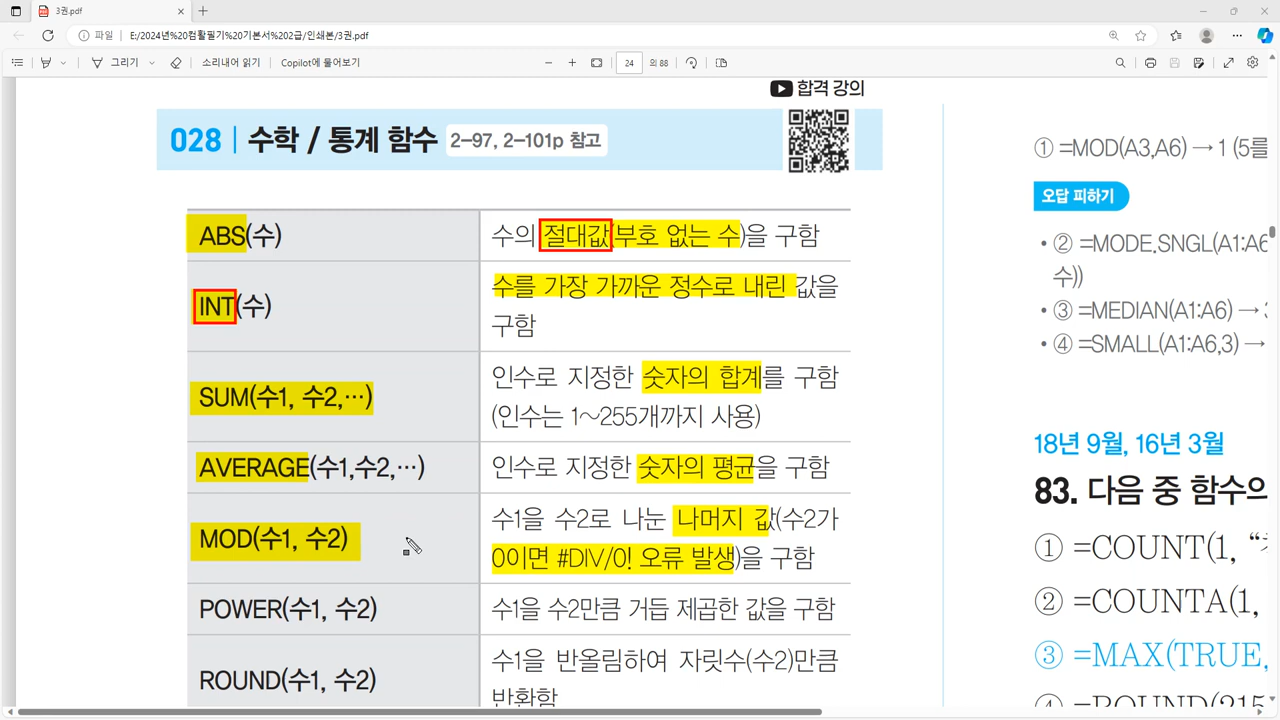 3권.pdf
파일 E:/2024년%20컴활필기%20기본서%202급/인쇄본/3권.pdf
그리기 소리내어 읽기 Copilot에 물어보기
24 의 88
합격 강의
028 수학 / 통계 함수 2-97, 2-101p 참고
ABS(수) 수의 절대값(부호 없는 수)을 구함
INT(수) 수를 가장 가까운 정수로 내린 값을
구함
SUM(수1, 수2,…) 인수로 지정한 숫자의 합계를 구함
(인수는 1~255개까지 사용)
AVERAGE(수1,수2,…) 인수로 지정한 숫자의 평균을 구함
MOD(수1, 수2) 수1을 수2로 나눈 나머지 값(수2가
0이면 #DIV/0! 오류 발생)을 구함
POWER(수1, 수2) 수1을 수2만큼 거듭 제곱한 값을 구함
ROUND(수1, 수2) 수1을 반올림하여 자릿수(수2)만큼
반환함
① =MOD(A3,A6) → 1 (5를
오답 피하기
• ② =MODE.SNGL(A1:A6
수))
• ③ =MEDIAN(A1:A6) →
• ④ =SMALL(A1:A6,3) →
18년 9월, 16년 3월
83. 다음 중 함수의
① =COUNT(1, “
② =COUNTA(1,
③ =MAX(TRUE,
④ =ROUND(215